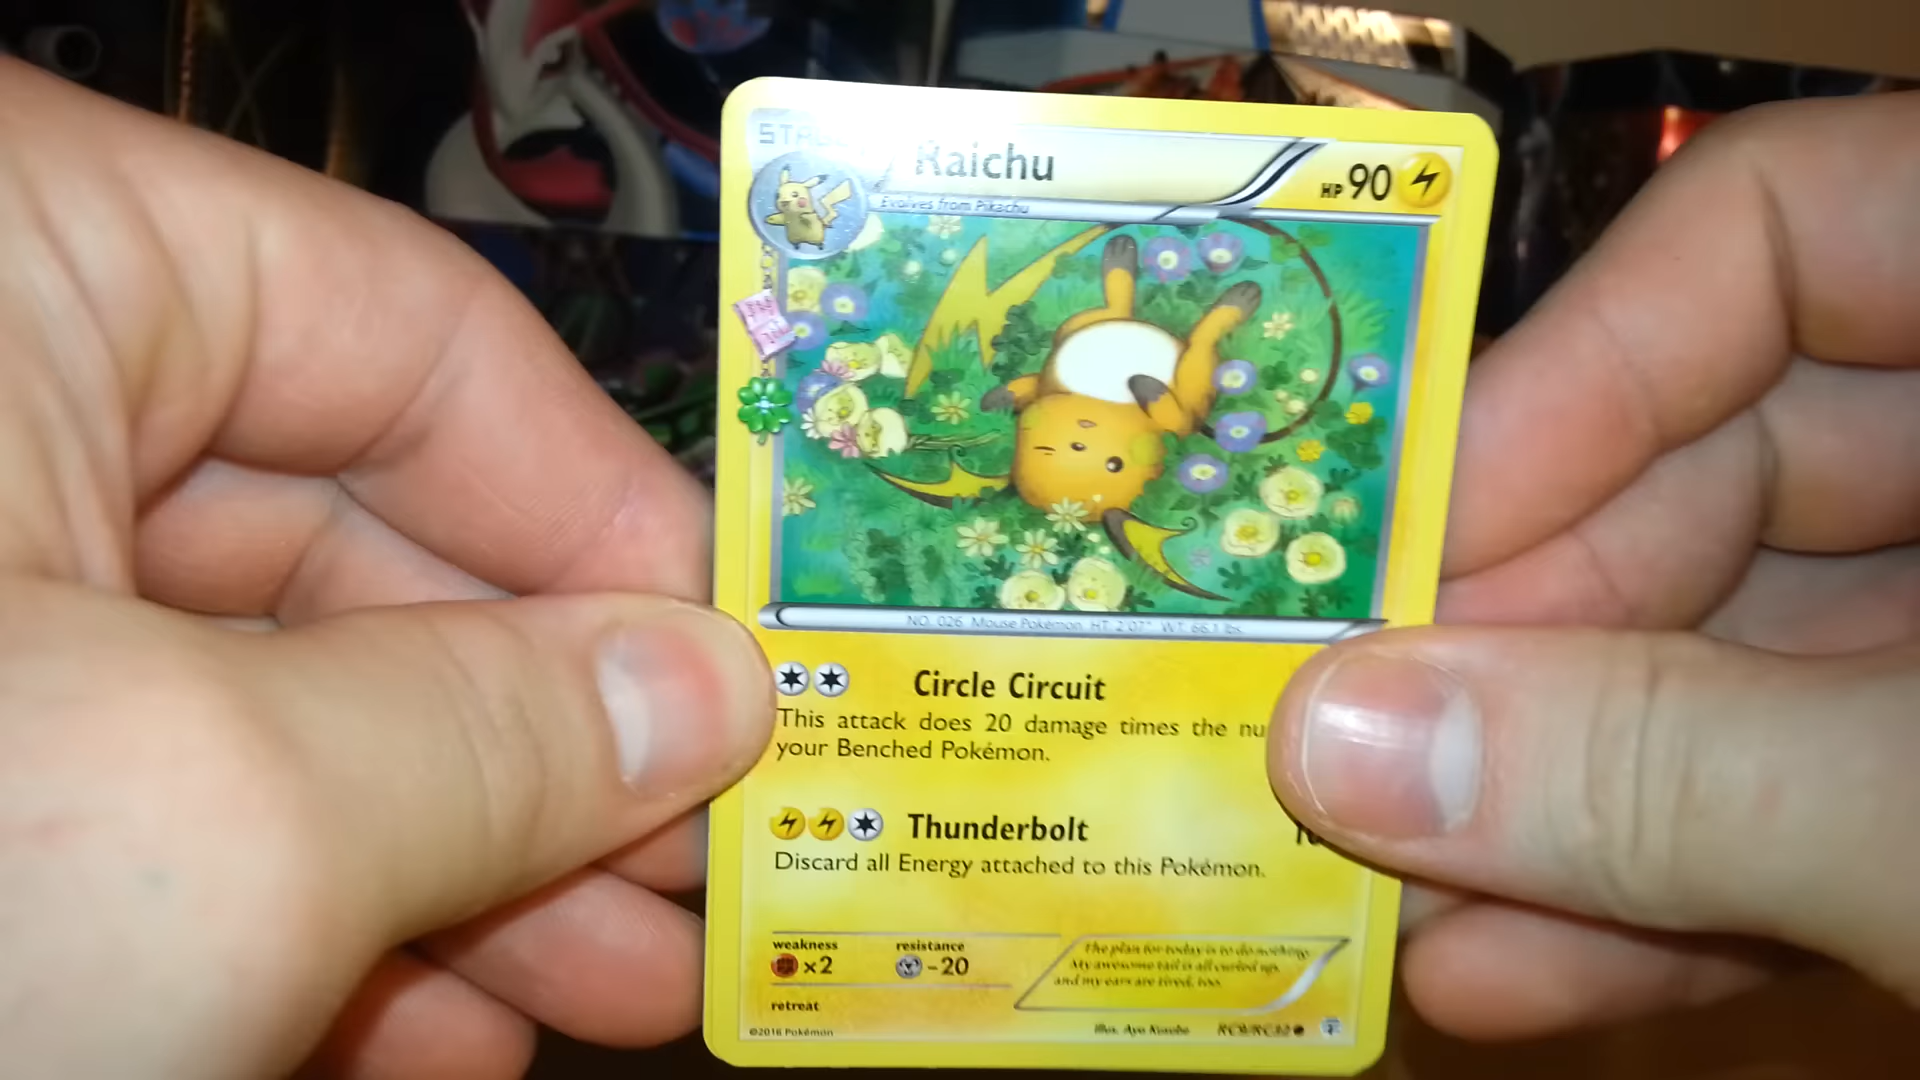 Raichu
HP 90
Evolves from Pikachu
NO. 026 Mouse Pokémon. HT. 2'07" WT. 66.1 lbs.
Circle Circuit
This attack does 20 damage times the nu
your Benched Pokémon.
Thunderbolt
Discard all Energy attached to this Pokémon.
weakness
resistance
×2
-20
The plan for today is to do nothing.
My awesome tail is all curled up,
and my ears are tired, too.
retreat
©2016 Pokémon
Illus. Aya Kusube
RC9/RC32